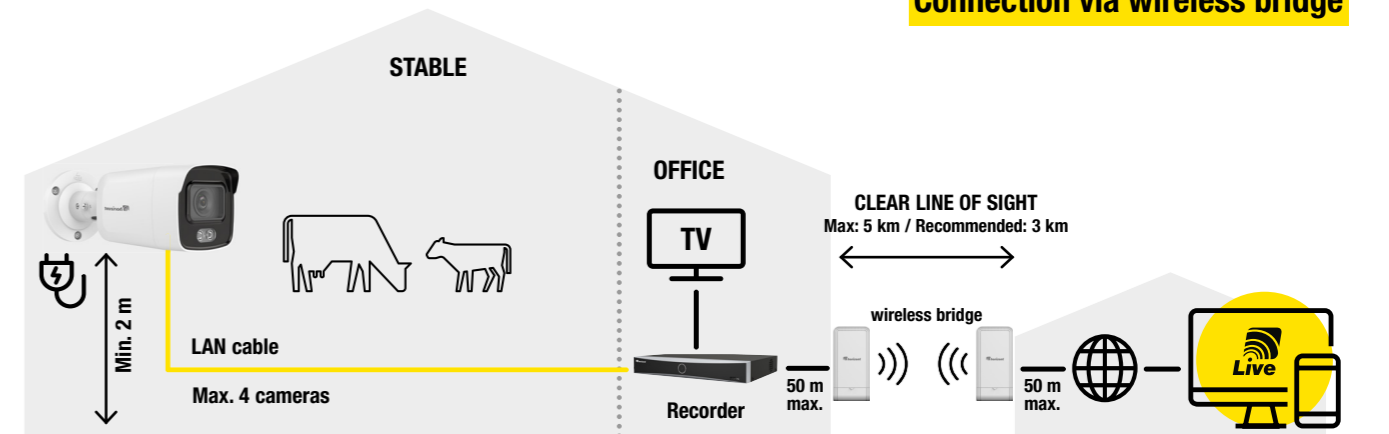 Connection via wireless bridge
STABLE
OFFICE
TV
CLEAR LINE OF SIGHT
Max: 5 km / Recommended: 3 km
wireless bridge
Min. 2 m
LAN cable
Max. 4 cameras
Recorder
50 m
max.
50 m
max.
Live